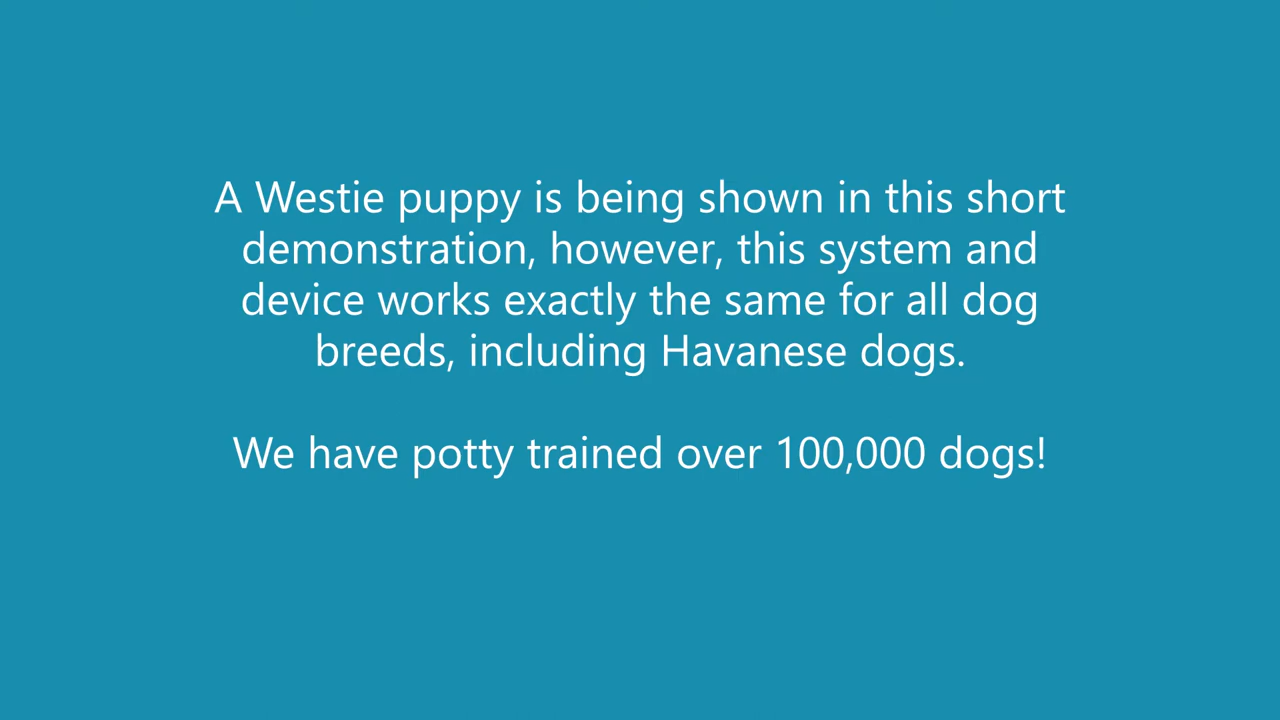 A Westie puppy is being shown in this short
demonstration, however, this system and
device works exactly the same for all dog
breeds, including Havanese dogs.
We have potty trained over 100,000 dogs!